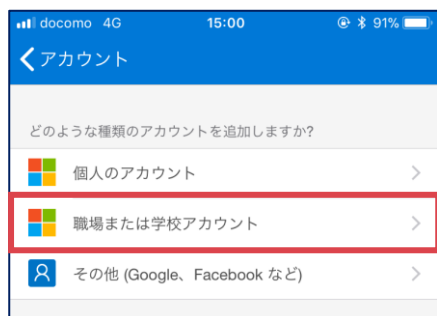 docomo 4G 15:00 91%
アカウント
どのような種類のアカウントを追加しますか?
個人のアカウント
職場または学校アカウント
その他 (Google、Facebook など)